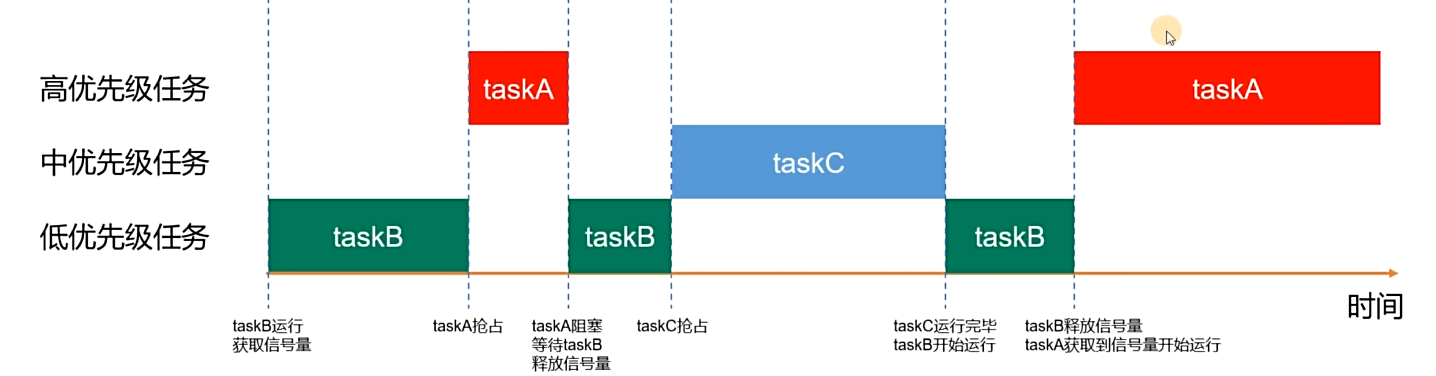 高优先级任务
taskA
taskA
中优先级任务
taskC
低优先级任务
taskB
taskB
taskB
时间
taskB运行
获取信号量
taskA抢占
taskA阻塞
等待taskB
释放信号量
taskC抢占
taskC运行完毕
taskB开始运行
taskB释放信号量
taskA获取到信号量开始运行